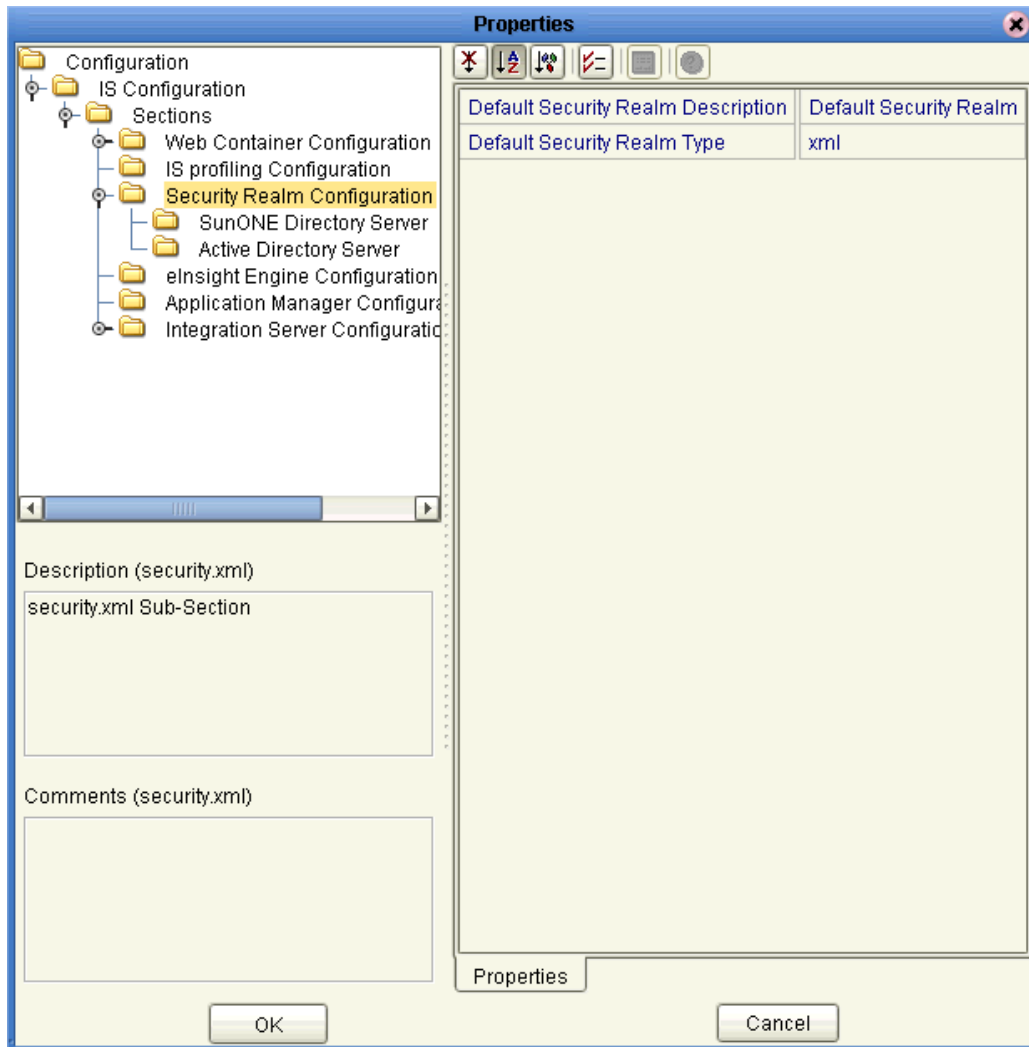 Properties
Configuration
IS Configuration
Sections
Web Container Configuration
IS profiling Configuration
Security Realm Configuration
SunONE Directory Server
Active Directory Server
eInsight Engine Configuration
Application Manager Configura
Integration Server Configuratio
Description (security.xml)
security.xml Sub-Section
Comments (security.xml)
OK
Default Security Realm Description Default Security Realm
Default Security Realm Type xml
Properties
Cancel